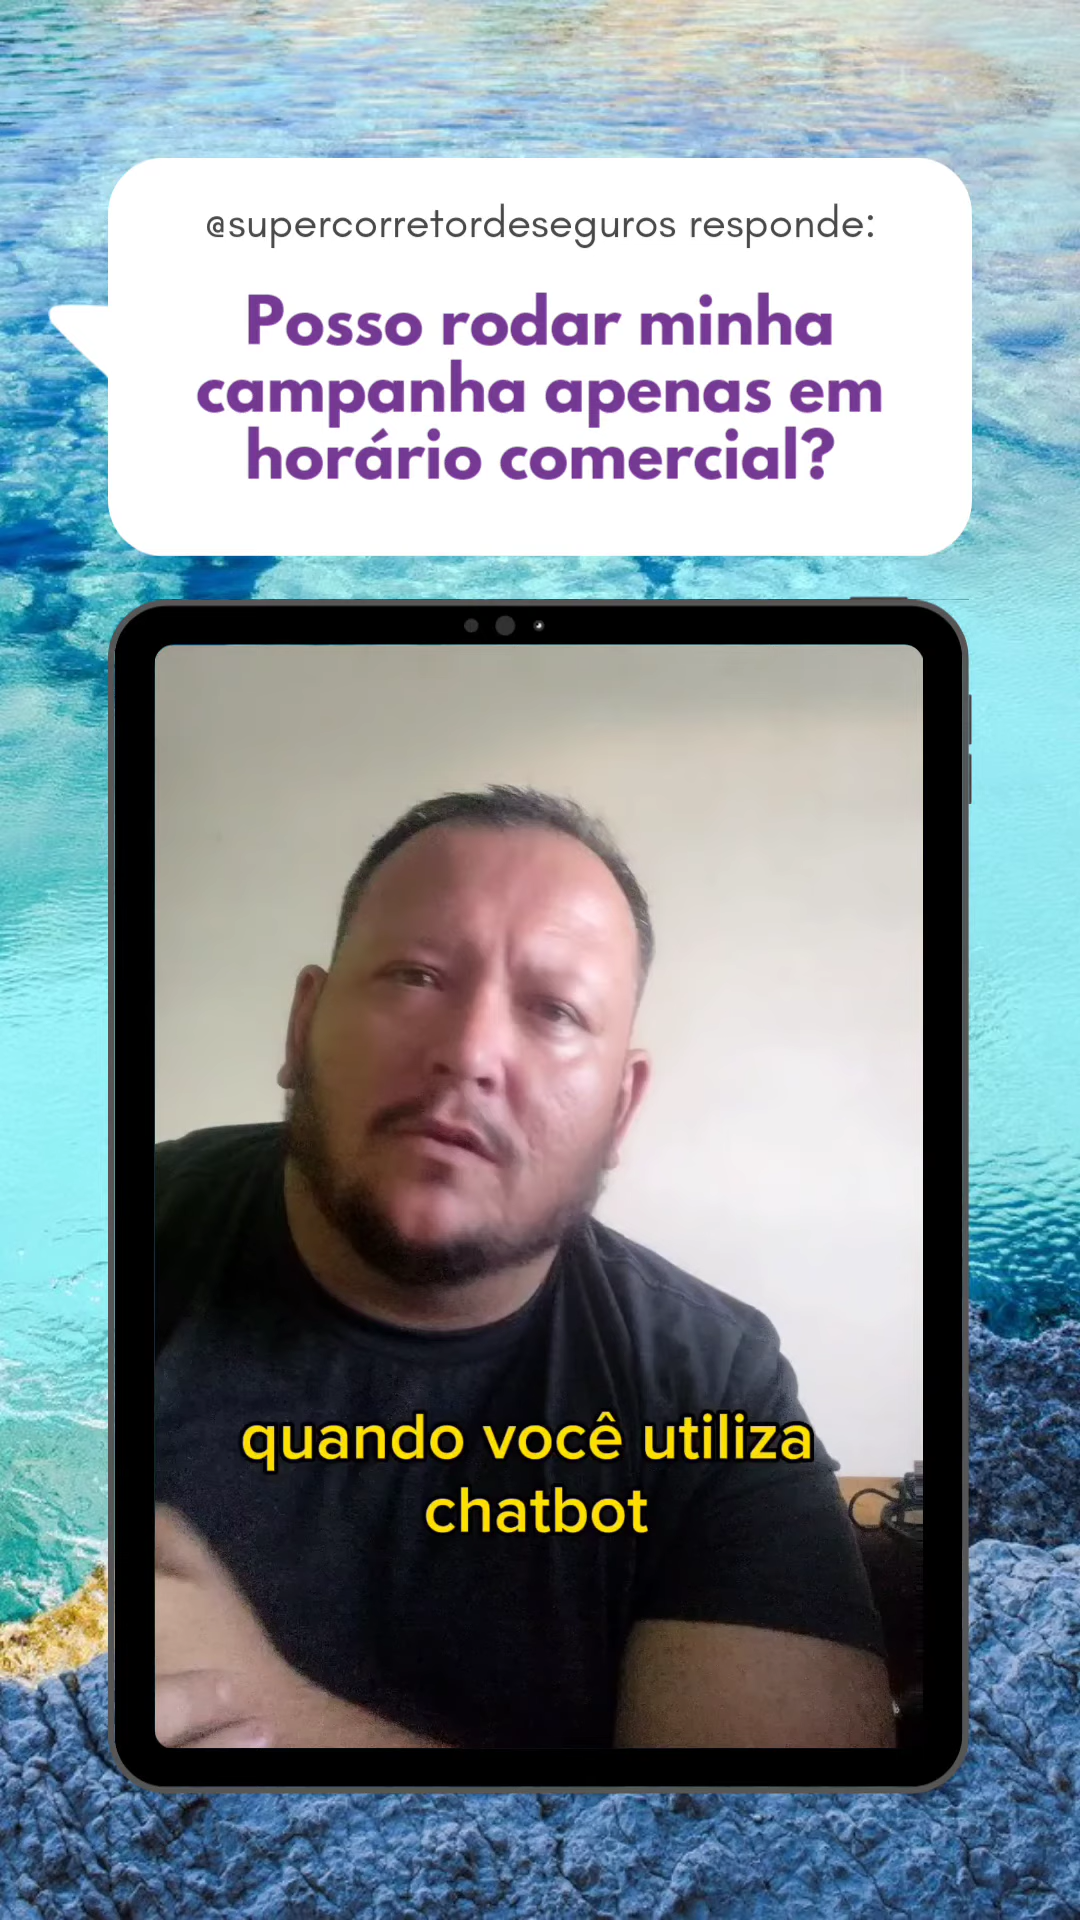 @supercorretordeseguros responde:
Posso rodar minha
campanha apenas em
horário comercial?
quando você utiliza
chatbot